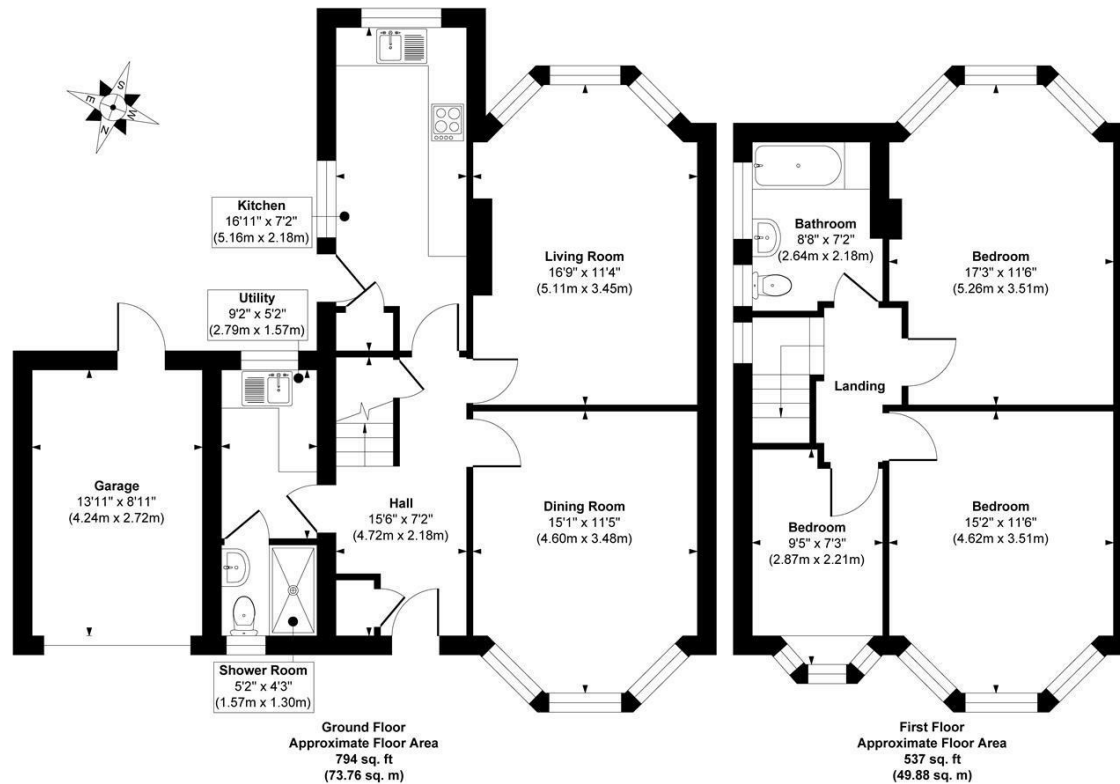 S
E
W
N
Kitchen
16'11" x 7'2"
(5.16m x 2.18m)
Utility
9'2" x 5'2"
(2.79m x 1.57m)
Living Room
16'9" x 11'4"
(5.11m x 3.45m)
Garage
13'11" x 8'11"
(4.24m x 2.72m)
Hall
15'6" x 7'2"
(4.72m x 2.18m)
Dining Room
15'1" x 11'5"
(4.60m x 3.48m)
Shower Room
5'2" x 4'3"
(1.57m x 1.30m)
Ground Floor
Approximate Floor Area
794 sq. ft
(73.76 sq. m)
Bathroom
8'8" x 7'2"
(2.64m x 2.18m)
Bedroom
17'3" x 11'6"
(5.26m x 3.51m)
Landing
Bedroom
9'5" x 7'3"
(2.87m x 2.21m)
Bedroom
15'2" x 11'6"
(4.62m x 3.51m)
First Floor
Approximate Floor Area
537 sq. ft
(49.88 sq. m)